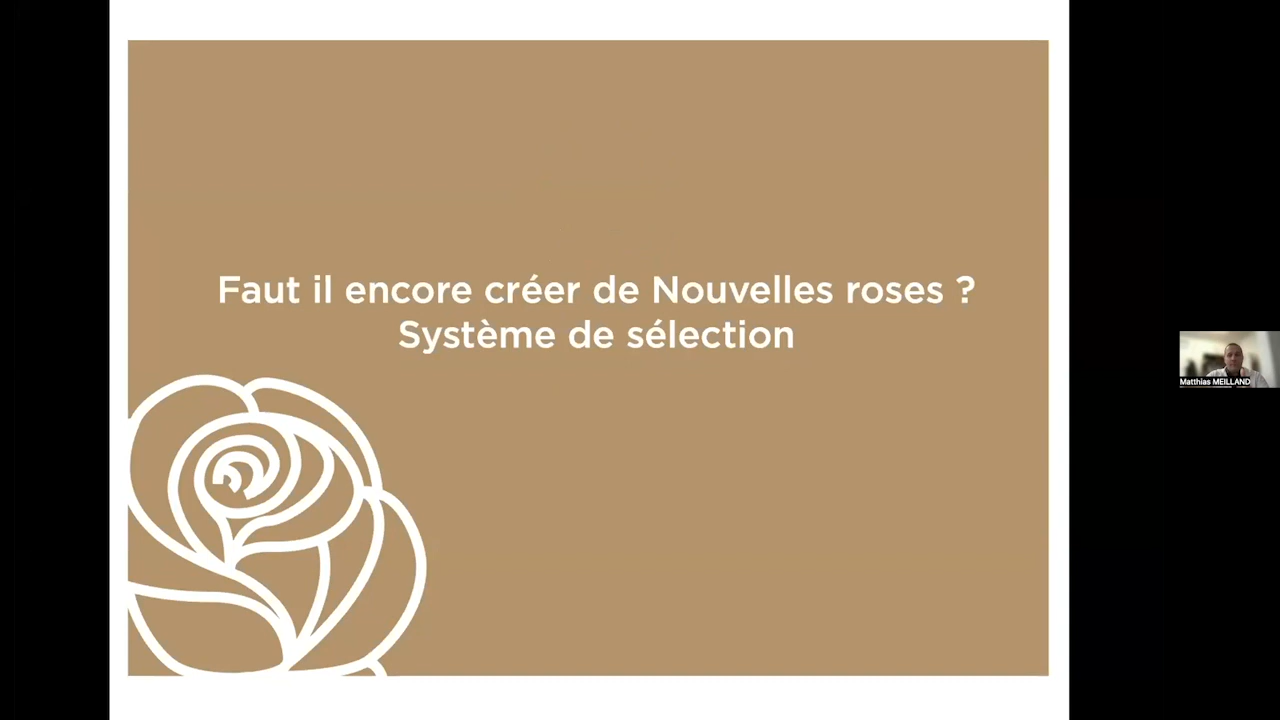 Faut il encore créer de Nouvelles roses ?
Système de sélection
Matthias MEILLAND